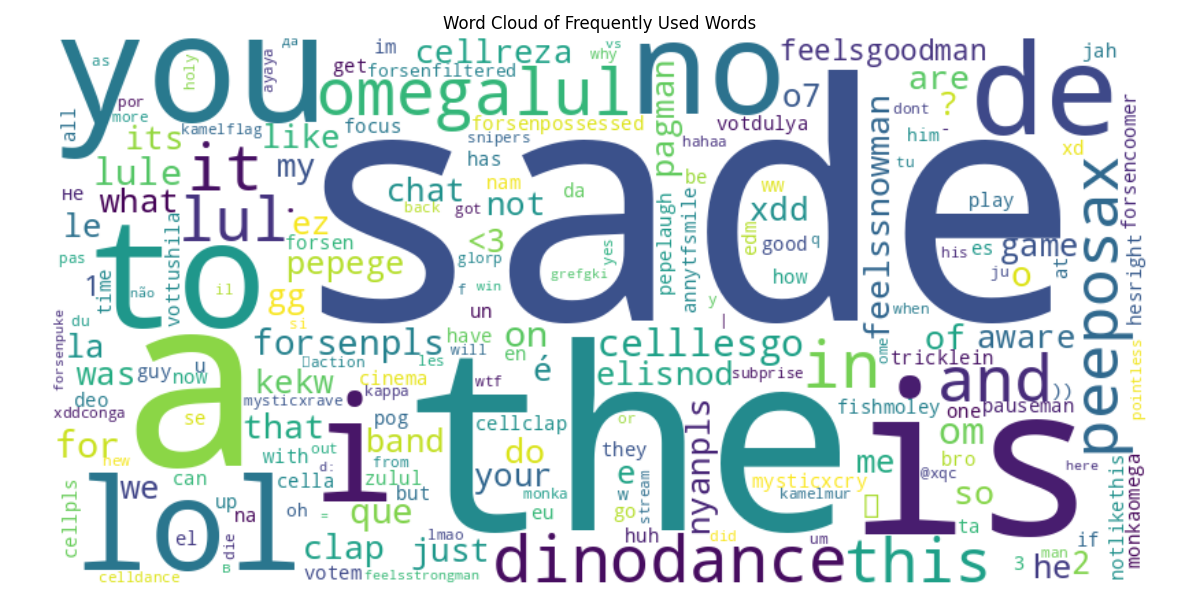 Word Cloud of Frequently Used Words
you
sade
no
de
omegalul
cellreza
feelsgoodman
jah
as
holy
ayaya
да
im
vs
why
get
forsenfiltered
are
o7
?
dont
por
more
all
its
kamelflag
like
focus
forsenpossessed
snipers
pagman
votdulya
hahaa
him
-
tu
xd
forsencoomer
lule
it
my
has
nam
da
be
ww
xdd
feelssnowman
peeposax
не
what
lul
.
ez
chat
back
got
not
pepelaugh
annytfsmile
edm
good
q
play
le
to
vottushila
forsen
<3
glorp
yes
how
his
es
game
at
hesright
pas
1
time
não
il
pepege
grefgki
f
win
ju
o
du
gg
si
un
y
|
when
forsenpuke
la
a
forsenpls
have
on
en
celllesgo
in
ome
of
aware
was
guy
now
u
action
les
will
é
elisnod
subprise
tricklein
and
))
pointless
deo
kekw
cinema
wtf
the
is
xddconga
mysticxrave
kappa
i
se
that
pog
band
cellclap
or
nyanpls
fishmoley
one
pauseman
for
new
with
out
d:
from
do
they
me
om
bro
here
lol
we
can
cella
zulul
but
your
e
w
mysticxcry
kamelmur
@xqc
so
cellpls
up
na
oh
=
que
monka
eu
go
stream
ta
notlikethis
monkaomega
el
die
B
clap
lmao
just
huh
did
um
if
celldance
votem
feelsstrongman
dinodance
this
3
man
he
2